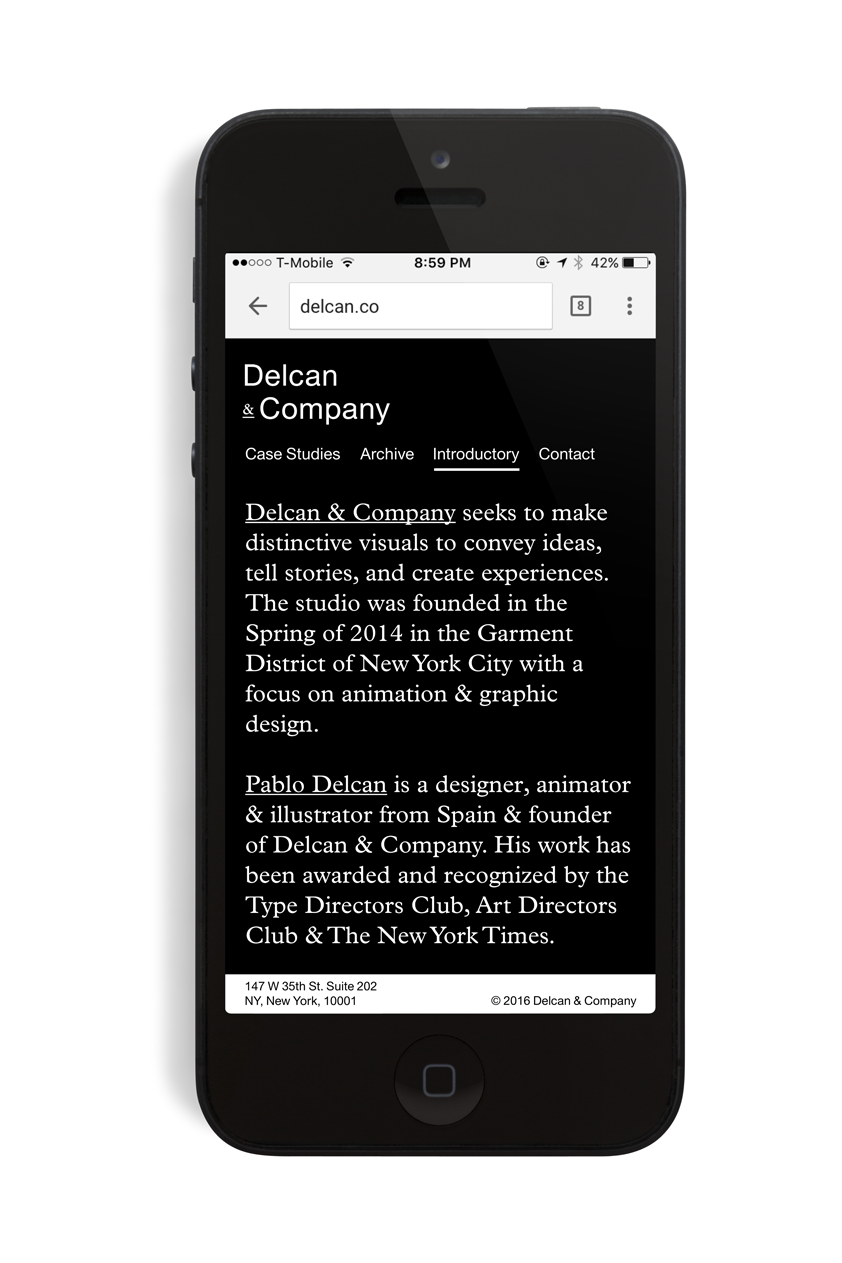 T-Mobile 8:59 PM 42%
delcan.co 8
Delcan
& Company
Case Studies Archive Introductory Contact
Delcan & Company seeks to make
distinctive visuals to convey ideas,
tell stories, and create experiences.
The studio was founded in the
Spring of 2014 in the Garment
District of New York City with a
focus on animation & graphic
design.
Pablo Delcan is a designer, animator
& illustrator from Spain & founder
of Delcan & Company. His work has
been awarded and recognized by the
Type Directors Club, Art Directors
Club & The New York Times.
147 W 35th St. Suite 202
NY, New York, 10001 © 2016 Delcan & Company